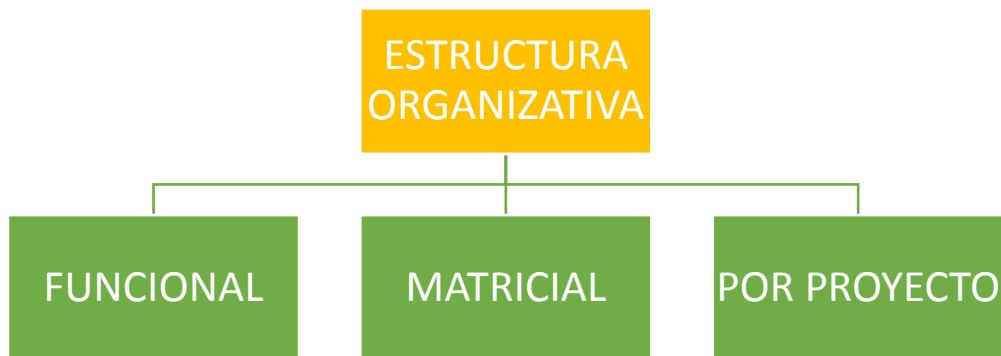 ESTRUCTURA
ORGANIZATIVA
FUNCIONAL
MATRICIAL
POR PROYECTO